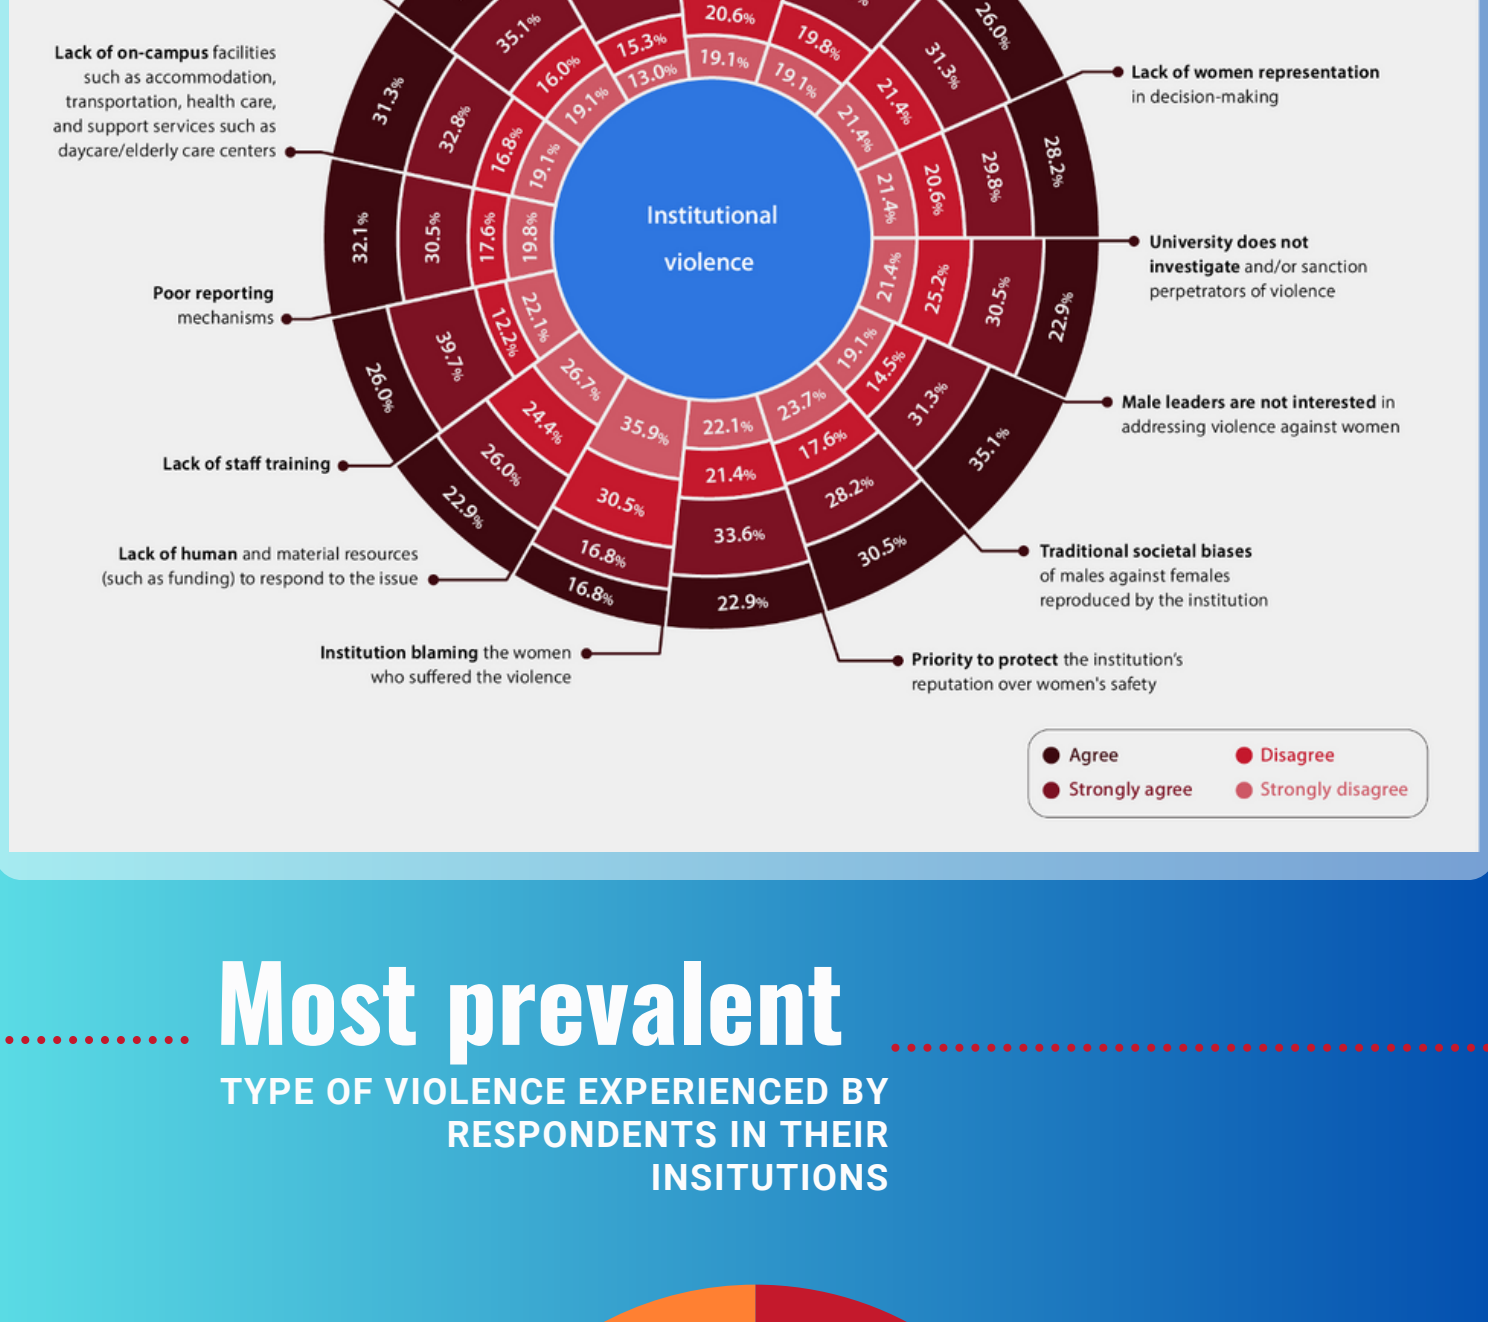 Lack of on-campus facilities
such as accommodation,
transportation, health care,
and support services such as
daycare/elderly care centers
Poor reporting
mechanisms
Lack of staff training
Lack of human and material resources
(such as funding) to respond to the issue
Institution blaming the women
who suffered the violence
Lack of women representation
in decision-making
University does not
investigate and/or sanction
perpetrators of violence
Male leaders are not interested in
addressing violence against women
Traditional societal biases
of males against females
reproduced by the institution
Priority to protect the institution's
reputation over women's safety
Institutional
violence
20.6%
19.1%
19.8%
19.1%
26.0%
31.3%
21.4%
21.4%
28.2%
29.8%
20.6%
21.4%
22.9%
30.5%
25.2%
21.4%
35.1%
31.3%
14.5%
19.1%
30.5%
28.2%
17.6%
23.7%
22.9%
33.6%
21.4%
22.1%
16.8%
16.8%
30.5%
35.9%
22.9%
26.0%
24.4%
26.7%
26.0%
39.7%
12.2%
22.1%
32.1%
30.5%
17.6%
19.8%
31.3%
32.8%
16.8%
19.1%
35.1%
16.0%
19.1%
15.3%
13.0%
Agree
Disagree
Strongly agree
Strongly disagree
Most prevalent
TYPE OF VIOLENCE EXPERIENCED BY
RESPONDENTS IN THEIR
INSITUTIONS